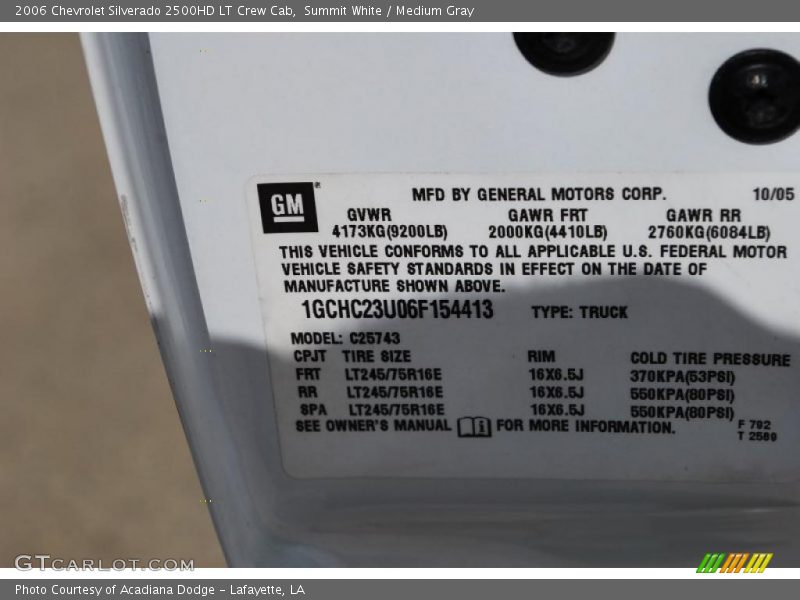 2006 Chevrolet Silverado 2500HD LT Crew Cab,  Summit White / Medium Gray
GM
MFD BY GENERAL MOTORS CORP. 10/05
GVWR GAWR FRT GAWR RR
4173KG(9200LB) 2000KG(4410LB) 2760KG(6084LB)
THIS VEHICLE CONFORMS TO ALL APPLICABLE U.S. FEDERAL MOTOR
VEHICLE SAFETY STANDARDS IN EFFECT ON THE DATE OF
MANUFACTURE SHOWN ABOVE.
1GCHC23U06F154413 TYPE: TRUCK
MODEL: C25743
CPJT TIRE SIZE RIM COLD TIRE PRESSURE
FRT LT245/75R16E 16X6.5J 370KPA(53PSI)
RR LT245/75R16E 16X6.5J 550KPA(80PSI)
SPA LT245/75R16E 16X6.5J 550KPA(80PSI)
SEE OWNER'S MANUAL i FOR MORE INFORMATION.
F 792
T 2589
GTCARLOT.COM
Photo Courtesy of Acadiana Dodge - Lafayette, LA